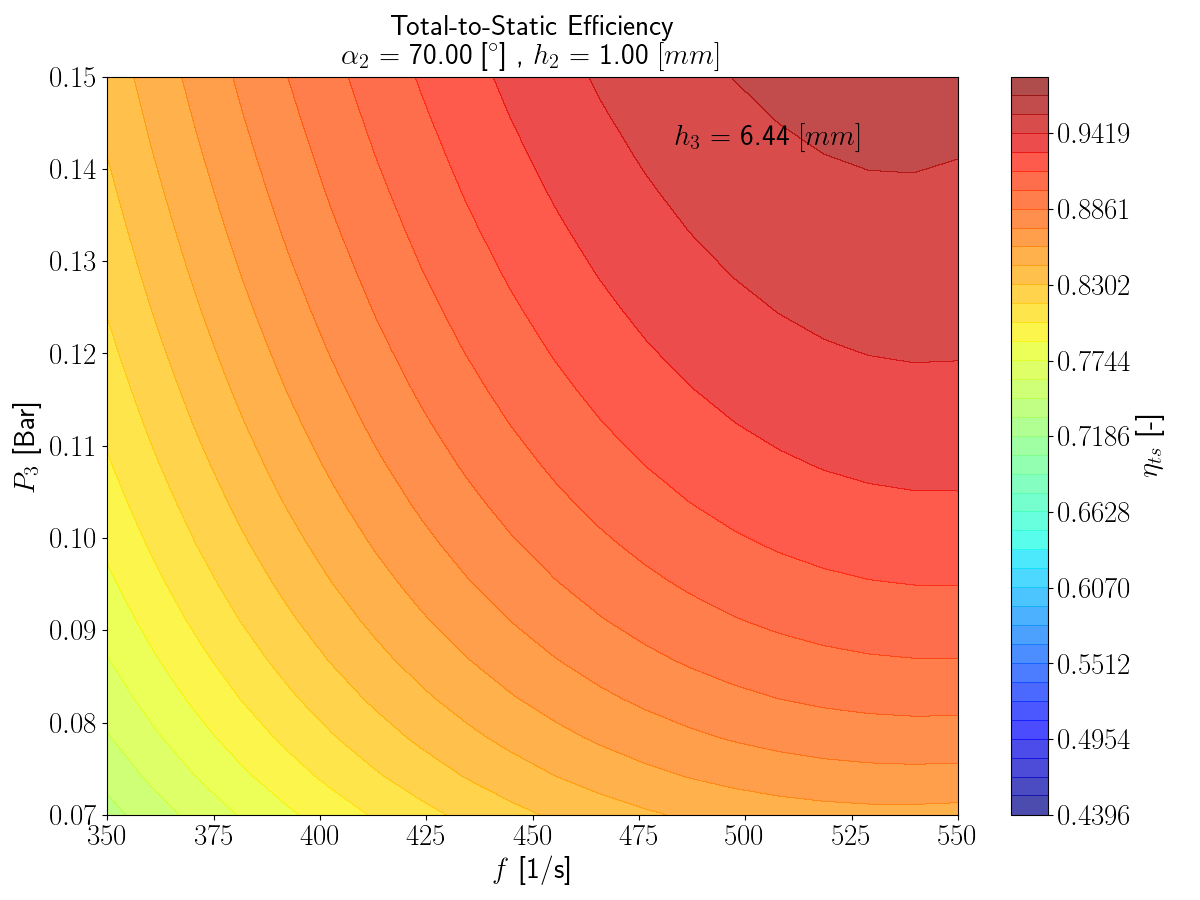 Total-to-Static Efficiency
α₂ = 70.00 [°] , h₂ = 1.00 [mm]
h₃ = 6.44 [mm]
0.15
0.14
0.13
0.12
0.11
0.10
0.09
0.08
0.07
P₃ [Bar]
350 375 400 425 450 475 500 525 550
f [1/s]
0.9419
0.8861
0.8302
0.7744
0.7186
0.6628
0.6070
0.5512
0.4954
0.4396
η_ts [-]